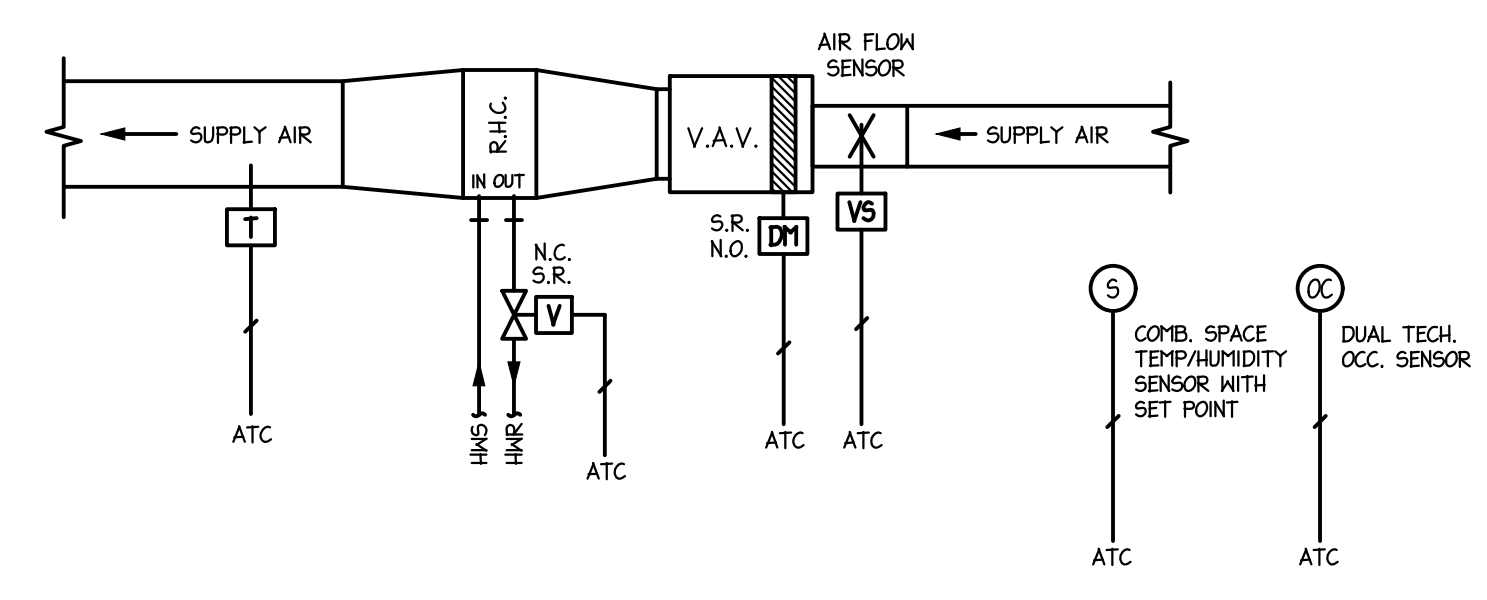 AIR FLOW
SENSOR
SUPPLY AIR
R.H.C.
IN OUT
V.A.V.
SUPPLY AIR
T
N.C.
S.R.
V
S.R.
N.O.
DM
VS
S
COMB. SPACE
TEMP/HUMIDITY
SENSOR WITH
SET POINT
OC
DUAL TECH.
OCC. SENSOR
ATC
HWS
HWR
ATC
ATC
ATC
ATC
ATC